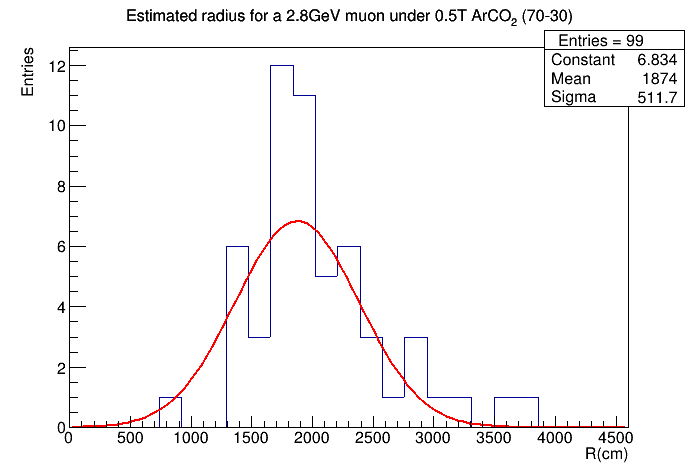 Estimated radius for a 2.8GeV muon under 0.5T ArCO2 (70-30)
Entries = 99
Constant 6.834
Mean 1874
Sigma 511.7
Entries
12
10
8
6
4
2
0
0 500 1000 1500 2000 2500 3000 3500 4000 4500
R(cm)